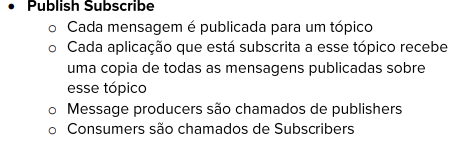 • Publish Subscribe
o Cada mensagem é publicada para um tópico
o Cada aplicação que está subscrita a esse tópico recebe
uma copia de todas as mensagens publicadas sobre
esse tópico
o Message producers são chamados de publishers
o Consumers são chamados de Subscribers